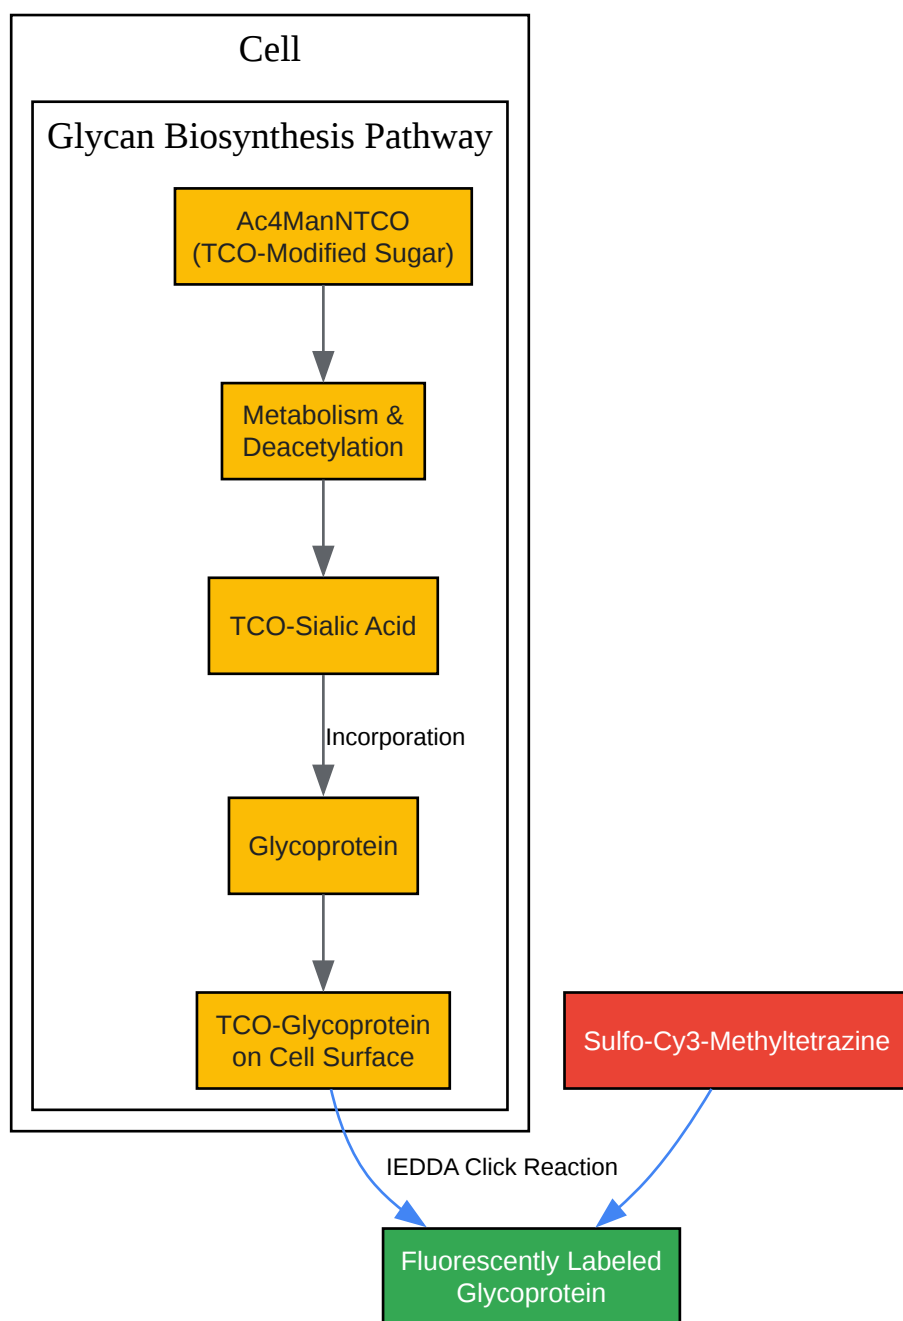 Cell
Glycan Biosynthesis Pathway
Ac4ManNTCO
(TCO-Modified Sugar)
Metabolism &
Deacetylation
TCO-Sialic Acid
Incorporation
Glycoprotein
TCO-Glycoprotein
on Cell Surface
Sulfo-Cy3-Methyltetrazine
IEDDA Click Reaction
Fluorescently Labeled
Glycoprotein